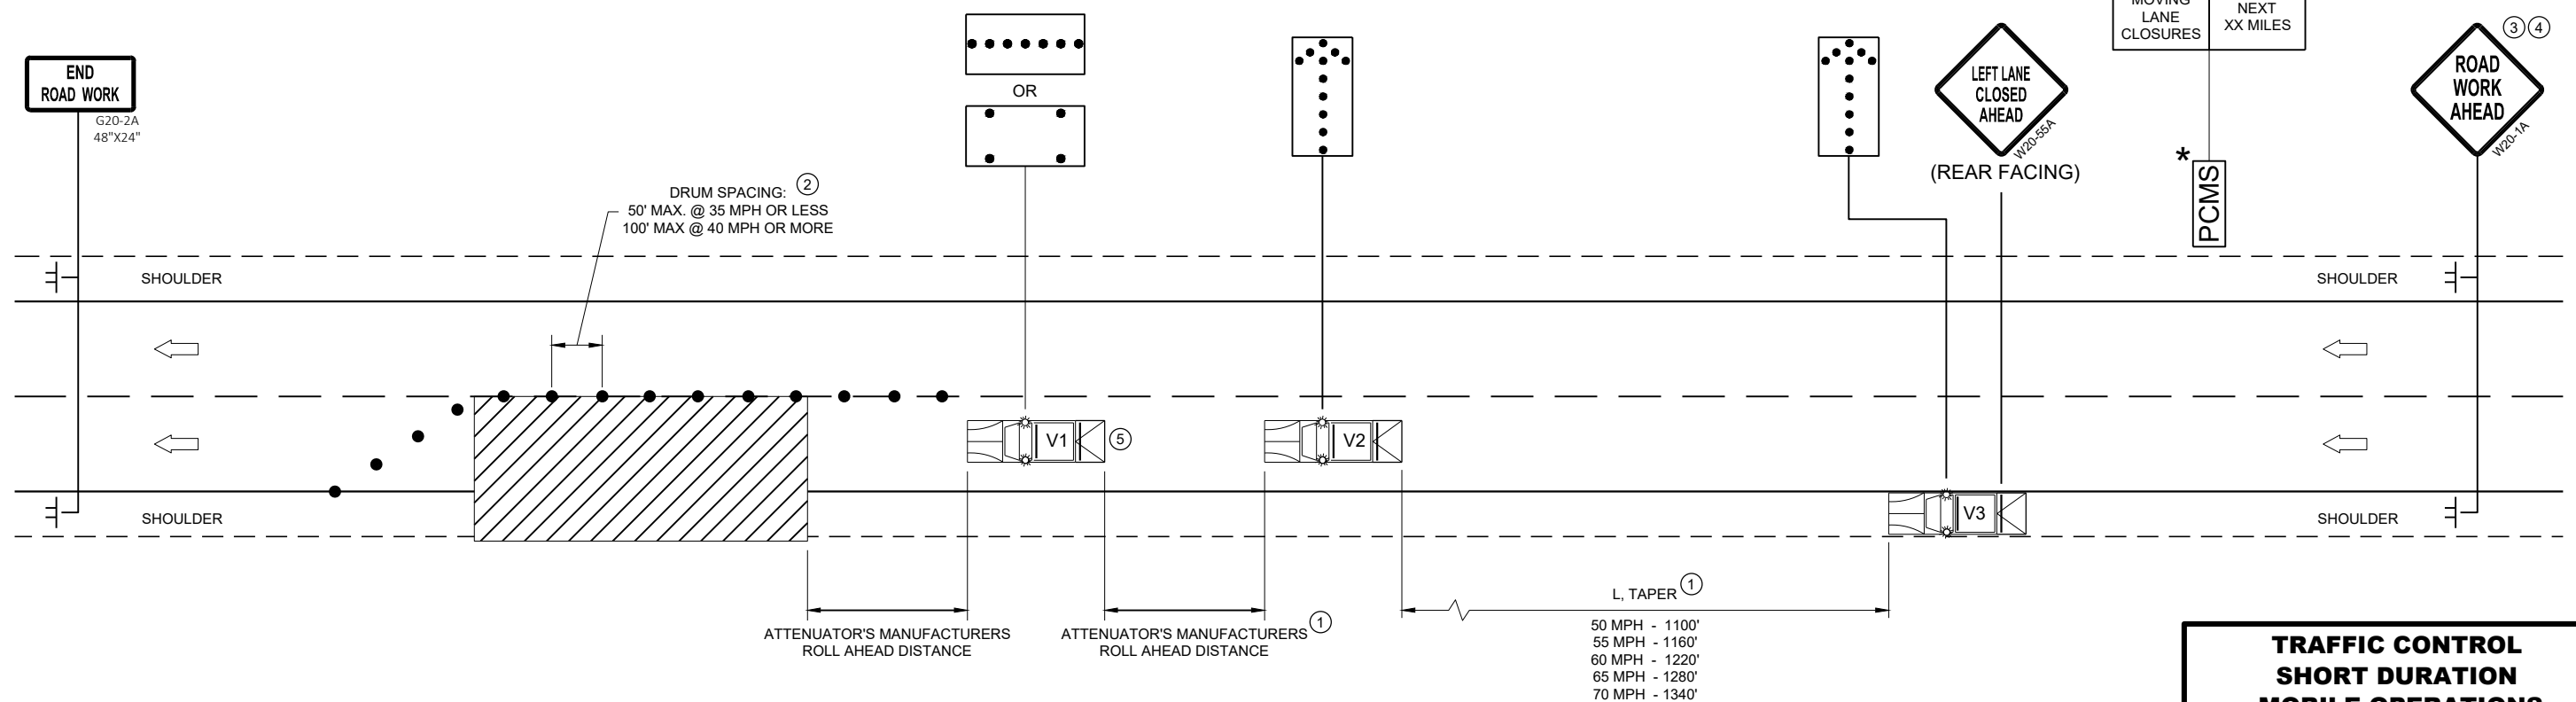 MOVING
LANE
CLOSURES
NEXT
XX MILES
END
ROAD WORK
G20-2A
48"X24"
OR
LEFT LANE
CLOSED
AHEAD
W20-55A
(REAR FACING)
*
PCMS
3 4
ROAD
WORK
AHEAD
W20-1A
DRUM SPACING: 2
50' MAX. @ 35 MPH OR LESS
100' MAX @ 40 MPH OR MORE
SHOULDER
SHOULDER
V1 5
V2
V3
SHOULDER
SHOULDER
ATTENUATOR'S MANUFACTURERS
ROLL AHEAD DISTANCE
ATTENUATOR'S MANUFACTURERS 1
ROLL AHEAD DISTANCE
L, TAPER 1
50 MPH - 1100'
55 MPH - 1160'
60 MPH - 1220'
65 MPH - 1280'
70 MPH - 1340'
TRAFFIC CONTROL
SHORT DURATION
MOBILE OPERATIONS